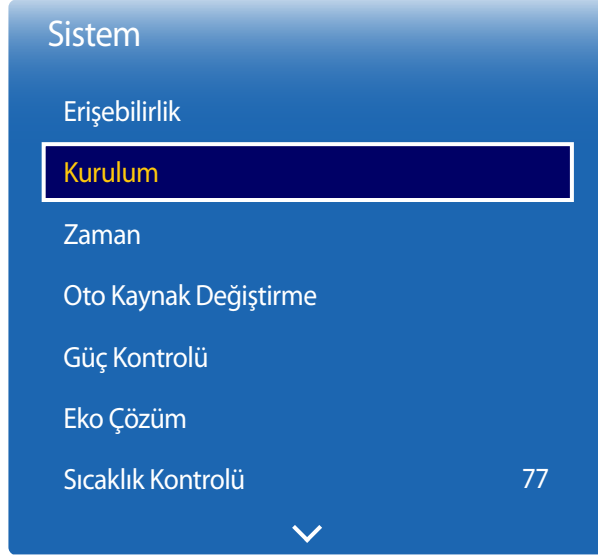 Sistem
Erişebilirlik
Kurulum
Zaman
Oto Kaynak Değiştirme
Güç Kontrolü
Eko Çözüm
Sıcaklık Kontrolü 77